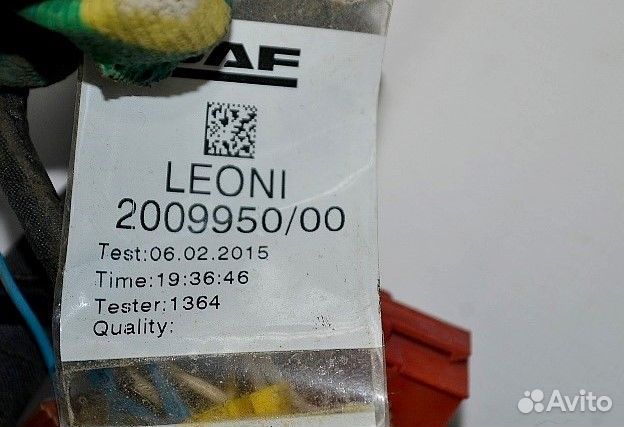 DAF
LEONI
2009950/00
Test:06.02.2015
Time:19:36:46
Tester:1364
Quality:
Avito